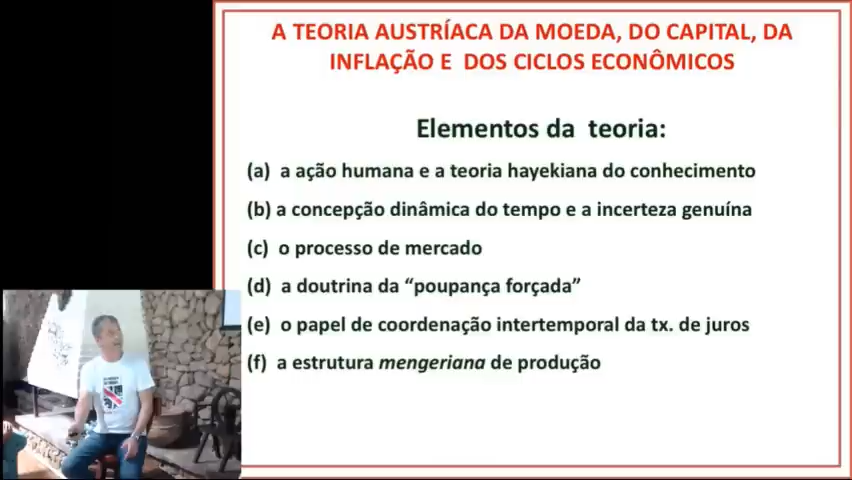 A TEORIA AUSTRÍACA DA MOEDA, DO CAPITAL, DA
INFLAÇÃO E DOS CICLOS ECONÔMICOS
Elementos da teoria:
(a) a ação humana e a teoria hayekiana do conhecimento
(b) a concepção dinâmica do tempo e a incerteza genuína
(c) o processo de mercado
(d) a doutrina da “poupança forçada”
(e) o papel de coordenação intertemporal da tx. de juros
(f) a estrutura mengeriana de produção